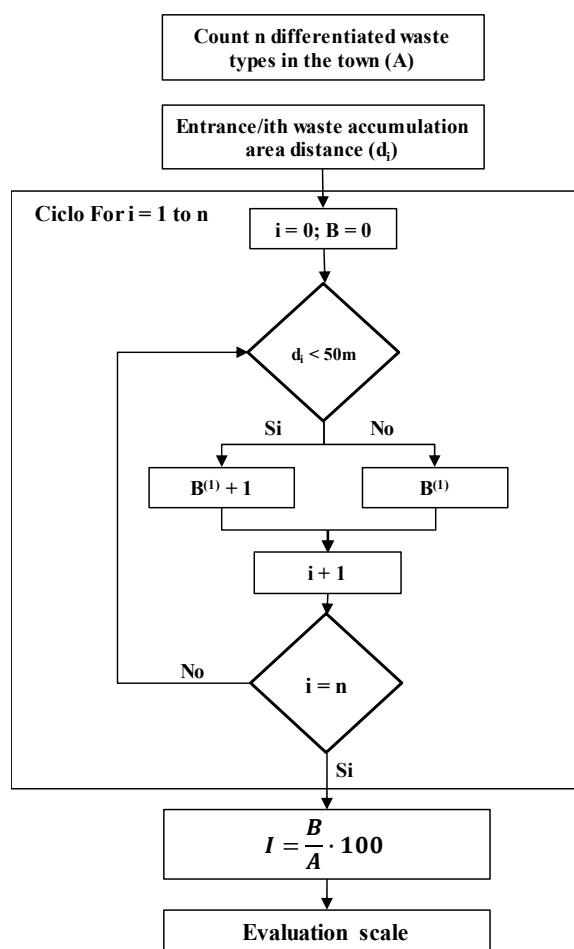 Count n differentiated waste
types in the town (A)
Entrance/ith waste accumulation
area distance (dᵢ)
Ciclo For i = 1 to n
i = 0; B = 0
dᵢ < 50m
Si
No
B⁽¹⁾ + 1
B⁽¹⁾
i + 1
No
i = n
Si
I = B/A · 100
Evaluation scale